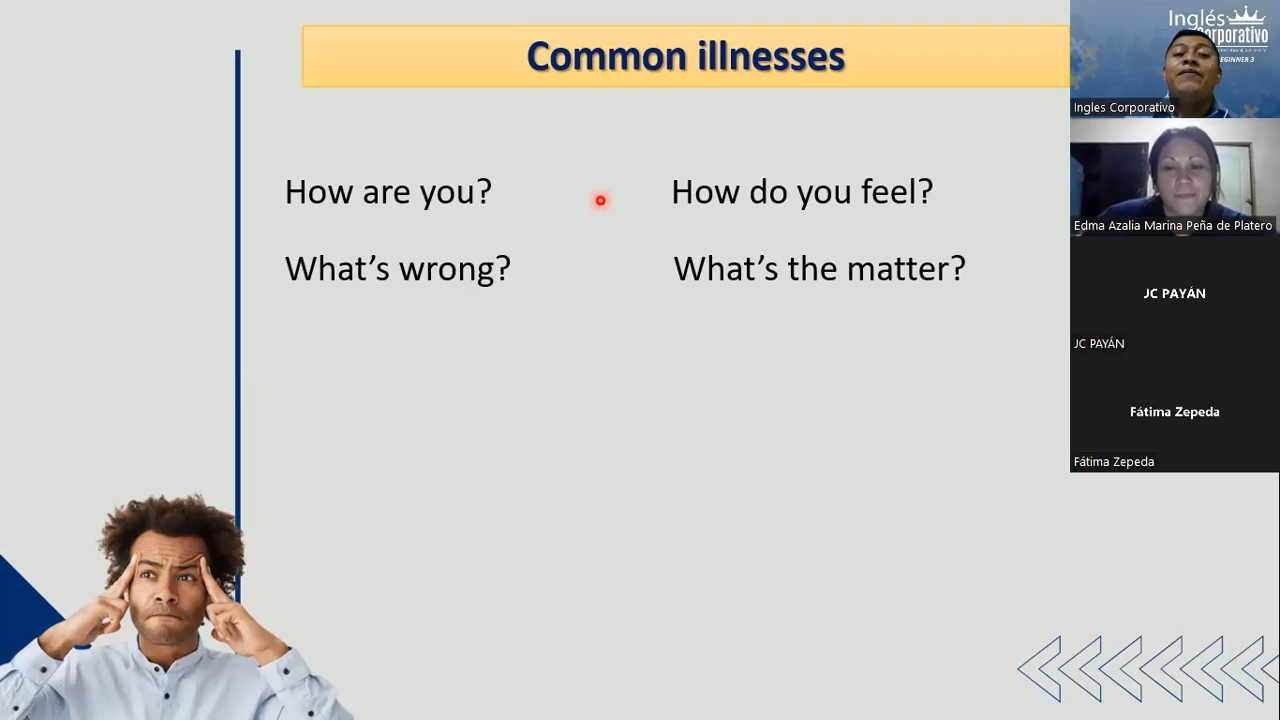 Common illnesses
How are you?
How do you feel?
What's wrong?
What's the matter?
Inglés
Corporativo
EGINNER 3
Ingles Corporativo
Edma Azalia Marina Peña de Platero
JC PAYÁN
JC PAYÁN
Fátima Zepeda
Fátima Zepeda